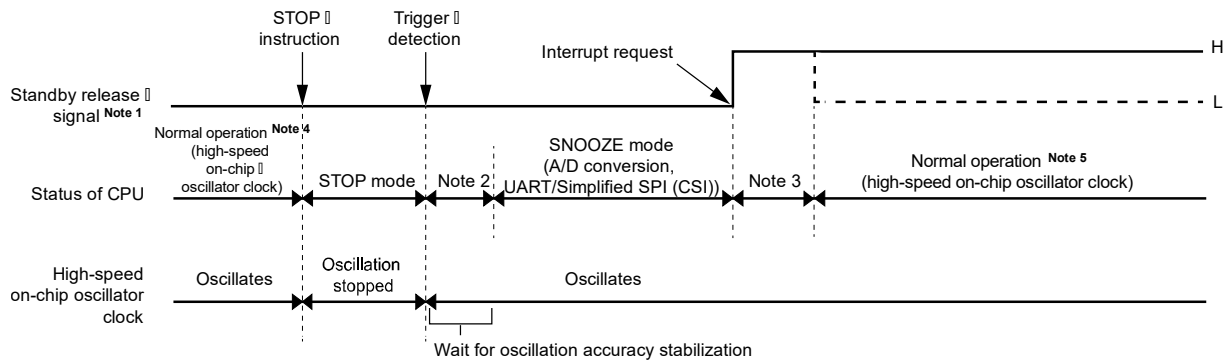 STOP
instruction
Trigger
detection
Interrupt request
H
L
Standby release
signal Note 1
Normal operation Note 4
(high-speed
on-chip
oscillator clock)
Status of CPU
STOP mode
Note 2
SNOOZE mode
(A/D conversion,
UART/Simplified SPI (CSI))
Note 3
Normal operation Note 5
(high-speed on-chip oscillator clock)
High-speed
on-chip oscillator
clock
Oscillates
Oscillation
stopped
Oscillates
Wait for oscillation accuracy stabilization